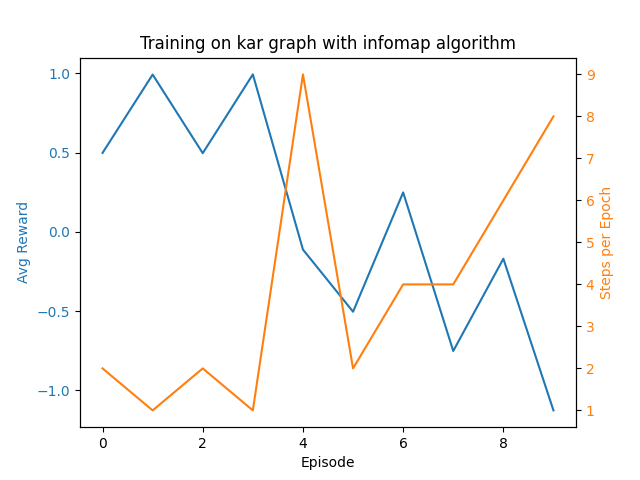 Training on kar graph with infomap algorithm
1.0
0.5
0.0
−0.5
−1.0
Avg Reward
9
8
7
6
5
4
3
2
1
Steps per Epoch
0 2 4 6 8
Episode